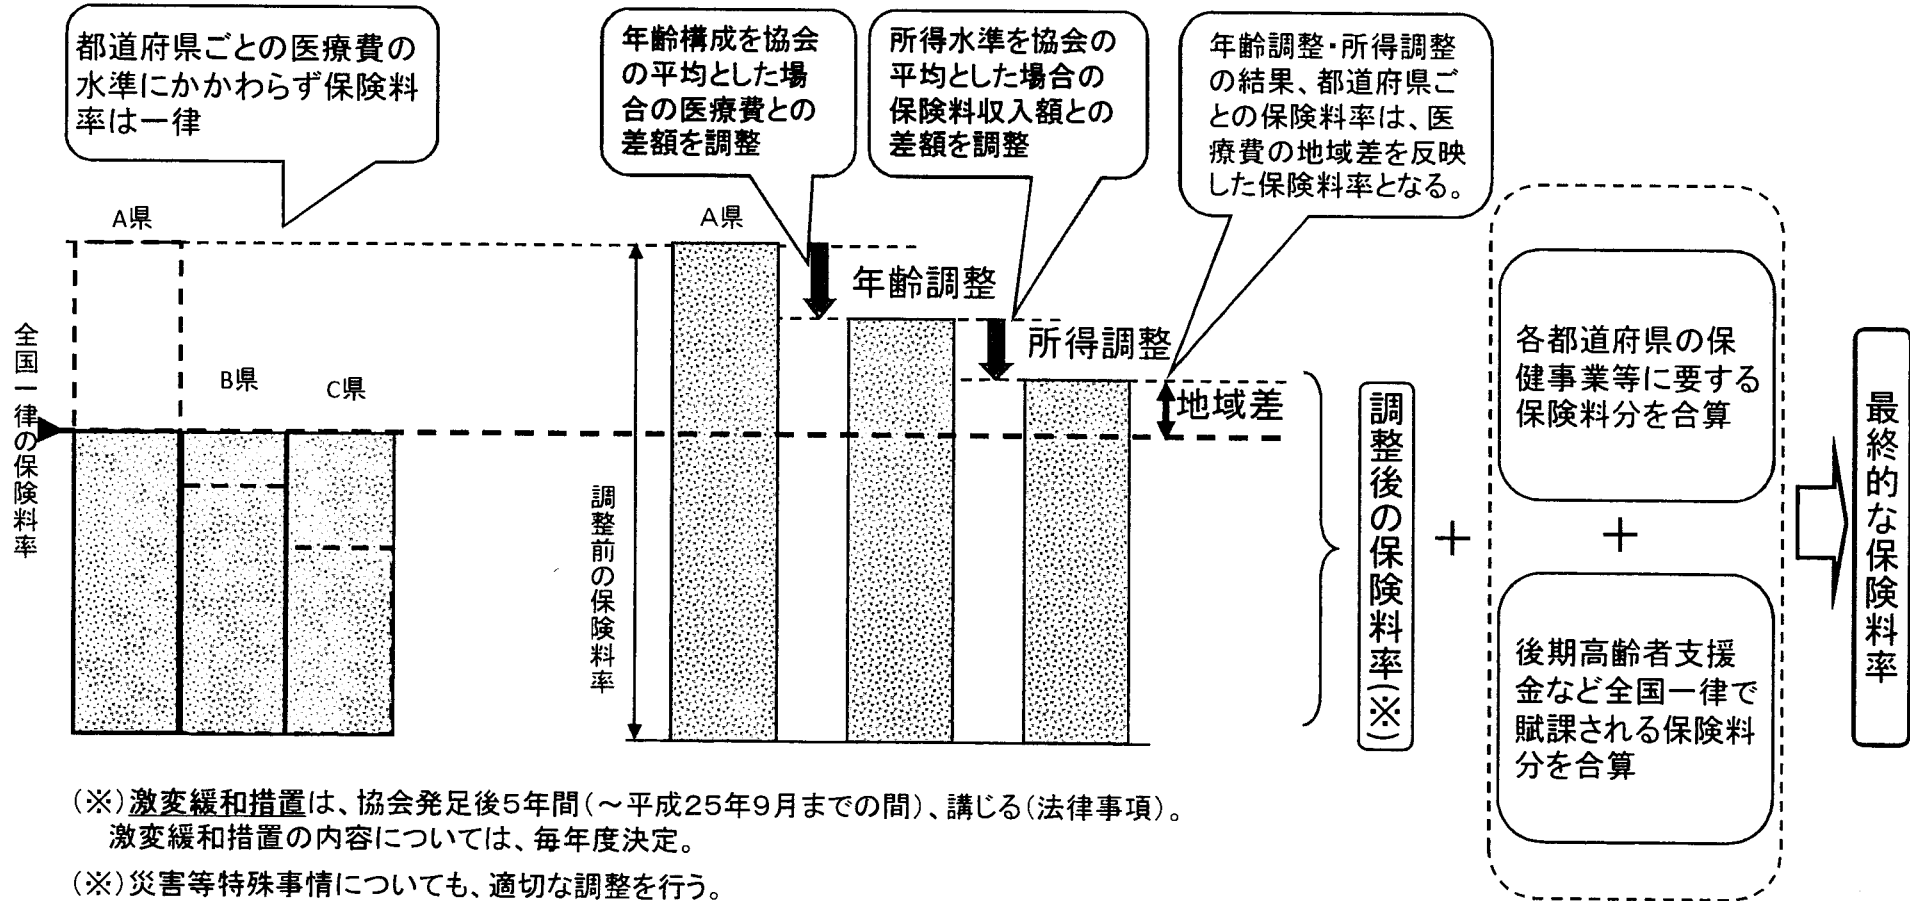 都道府県ごとの医療費の
水準にかかわらず保険料
率は一律
年齢構成を協会
の平均とした場
合の医療費との
差額を調整
所得水準を協会の
平均とした場合の
保険料収入額との
差額を調整
年齢調整・所得調整
の結果、都道府県ご
との保険料率は、医
療費の地域差を反映
した保険料率となる。
A県
B県
C県
全国一律の保険料率
A県
年齢調整
所得調整
地域差
調整前の保険料率
調整後の保険料率(※)
+
各都道府県の保
健事業等に要する
保険料分を合算
+
後期高齢者支援
金など全国一律で
賦課される保険料
分を合算
最終的な保険料率
(※)激変緩和措置は、協会発足後5年間(~平成25年9月までの間)、講じる(法律事項)。
激変緩和措置の内容については、毎年度決定。
(※)災害等特殊事情についても、適切な調整を行う。